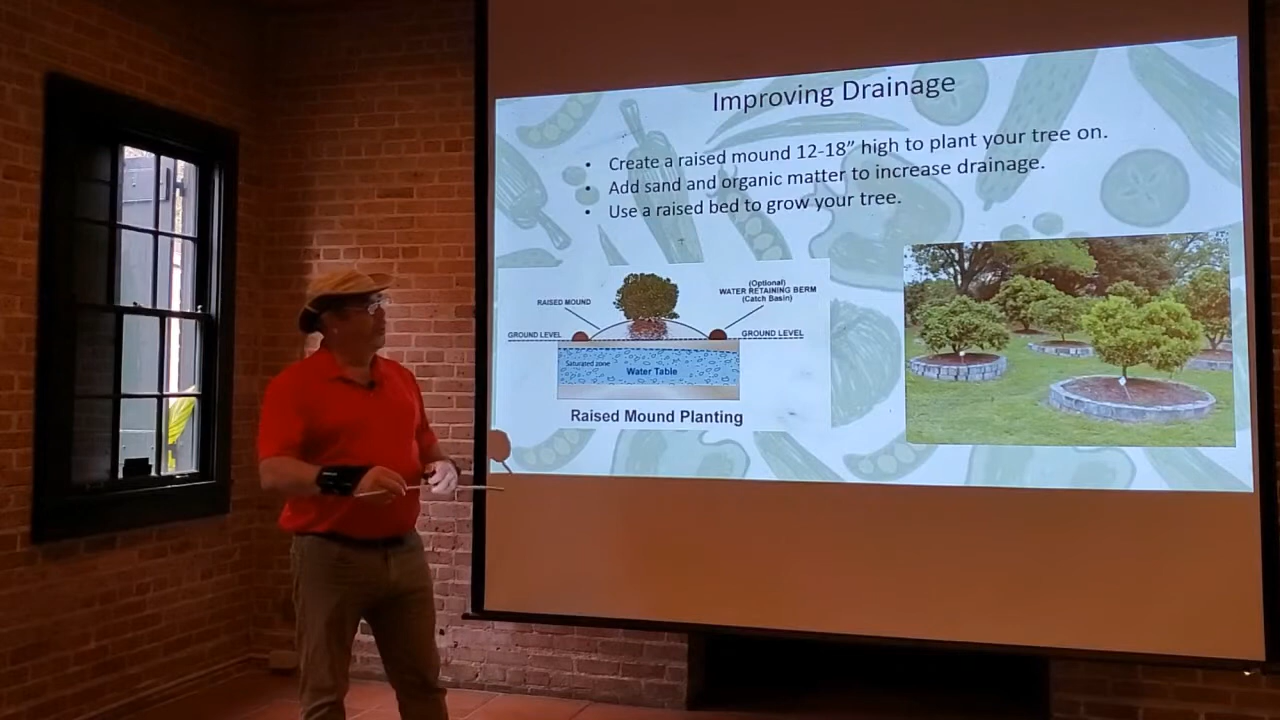 Improving Drainage
• Create a raised mound 12-18” high to plant your tree on.
• Add sand and organic matter to increase drainage.
• Use a raised bed to grow your tree.
RAISED MOUND
(Optional)
WATER RETAINING BERM
(Catch Basin)
GROUND LEVEL
GROUND LEVEL
Saturated zone
Water Table
Raised Mound Planting